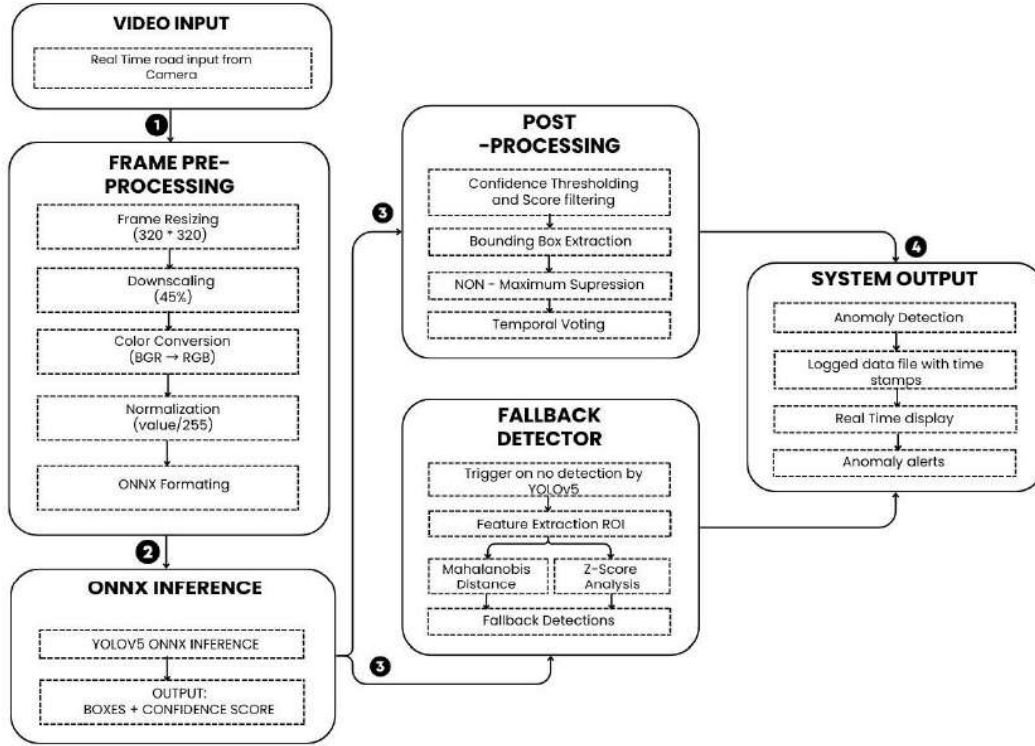 VIDEO INPUT
Real Time road input from
Camera
1
FRAME PRE-
PROCESSING
Frame Resizing
(320 * 320)
Downscaling
(45%)
Color Conversion
(BGR → RGB)
Normalization
(value/255)
ONNX Formating
2
ONNX INFERENCE
YOLOV5 ONNX INFERENCE
OUTPUT:
BOXES + CONFIDENCE SCORE
3
POST
-PROCESSING
Confidence Thresholding
and Score filtering
Bounding Box Extraction
NON - Maximum Supression
Temporal Voting
3
FALLBACK
DETECTOR
Trigger on no detection by
YOLOv5
Feature Extraction ROI
Mahalanobis
Distance
Z-Score
Analysis
Fallback Detections
4
SYSTEM OUTPUT
Anomaly Detection
Logged data file with time
stamps
Real Time display
Anomaly alerts